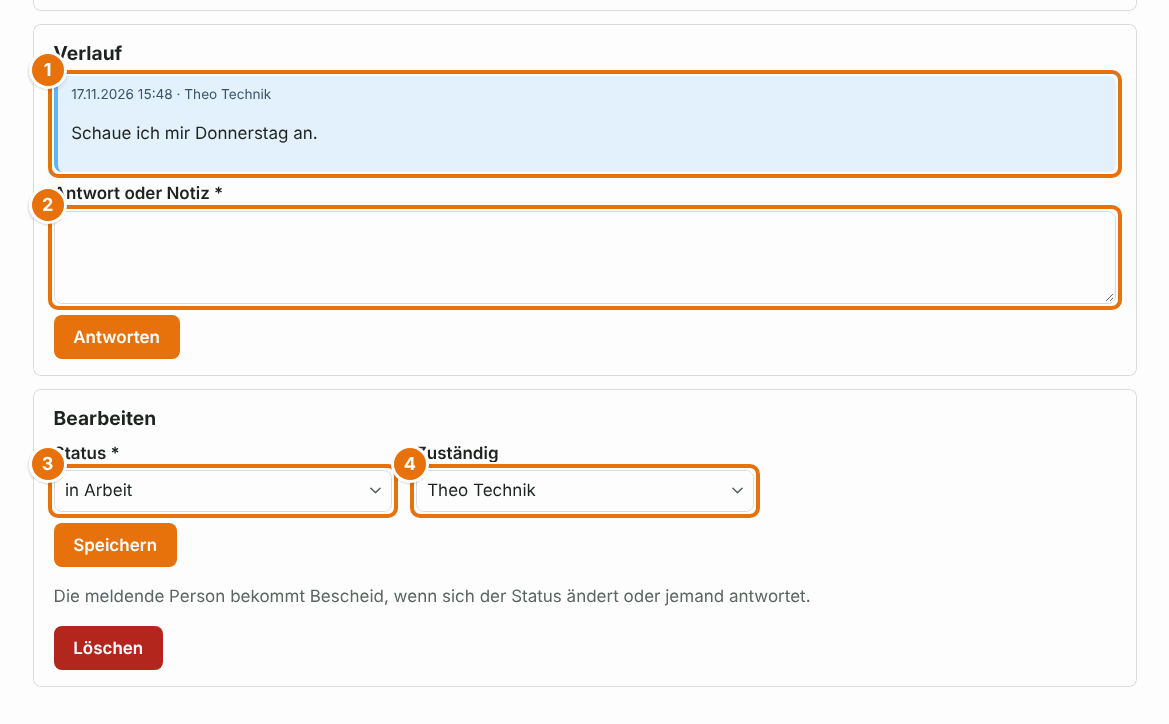 Verlauf
1
17.11.2026 15:48 · Theo Technik
Schaue ich mir Donnerstag an.
Antwort oder Notiz *
2
Antworten
Bearbeiten
Status *
Zuständig
3
in Arbeit
4
Theo Technik
Speichern
Die meldende Person bekommt Bescheid, wenn sich der Status ändert oder jemand antwortet.
Löschen